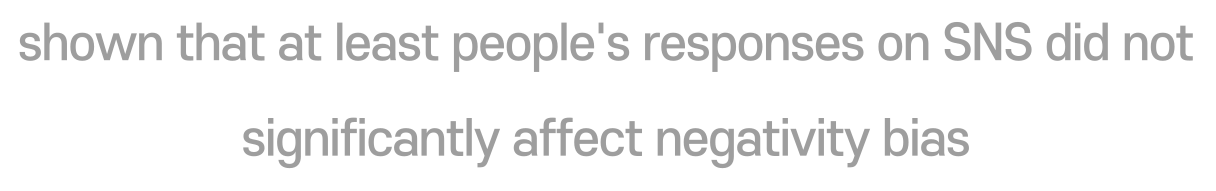 shown that at least people's responses on SNS did not
significantly affect negativity bias